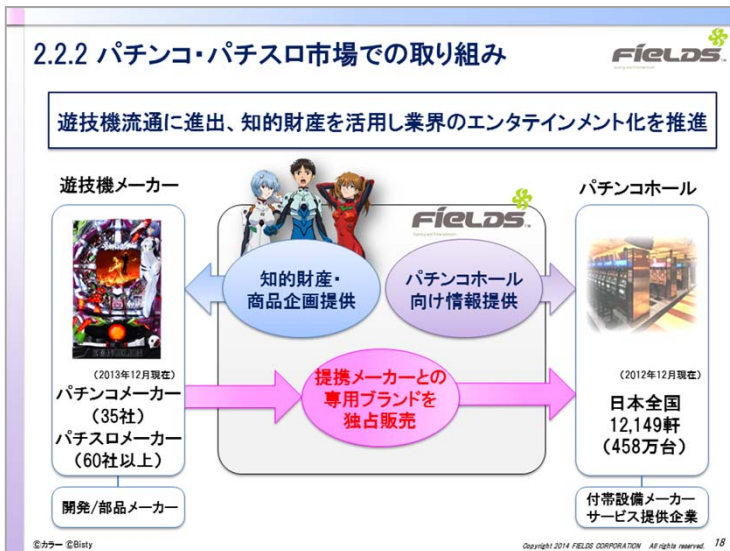 2.2.2 パチンコ・パチスロ市場での取り組み
FIELDS
遊技機流通に進出、知的財産を活用し業界のエンタテインメント化を推進
遊技機メーカー
パチンコホール
FIELDS
知的財産・
商品企画提供
パチンコホール
向け情報提供
(2013年12月現在)
パチンコメーカー
(35社)
パチスロメーカー
(60社以上)
提携メーカーとの
専用ブランドを
独占販売
(2012年12月現在)
日本全国
12,149軒
(458万台)
開発/部品メーカー
付帯設備メーカー
サービス提供企業
©カラー ©Bisty
Copyright 2014 FIELDS CORPORATION All rights reserved.
18